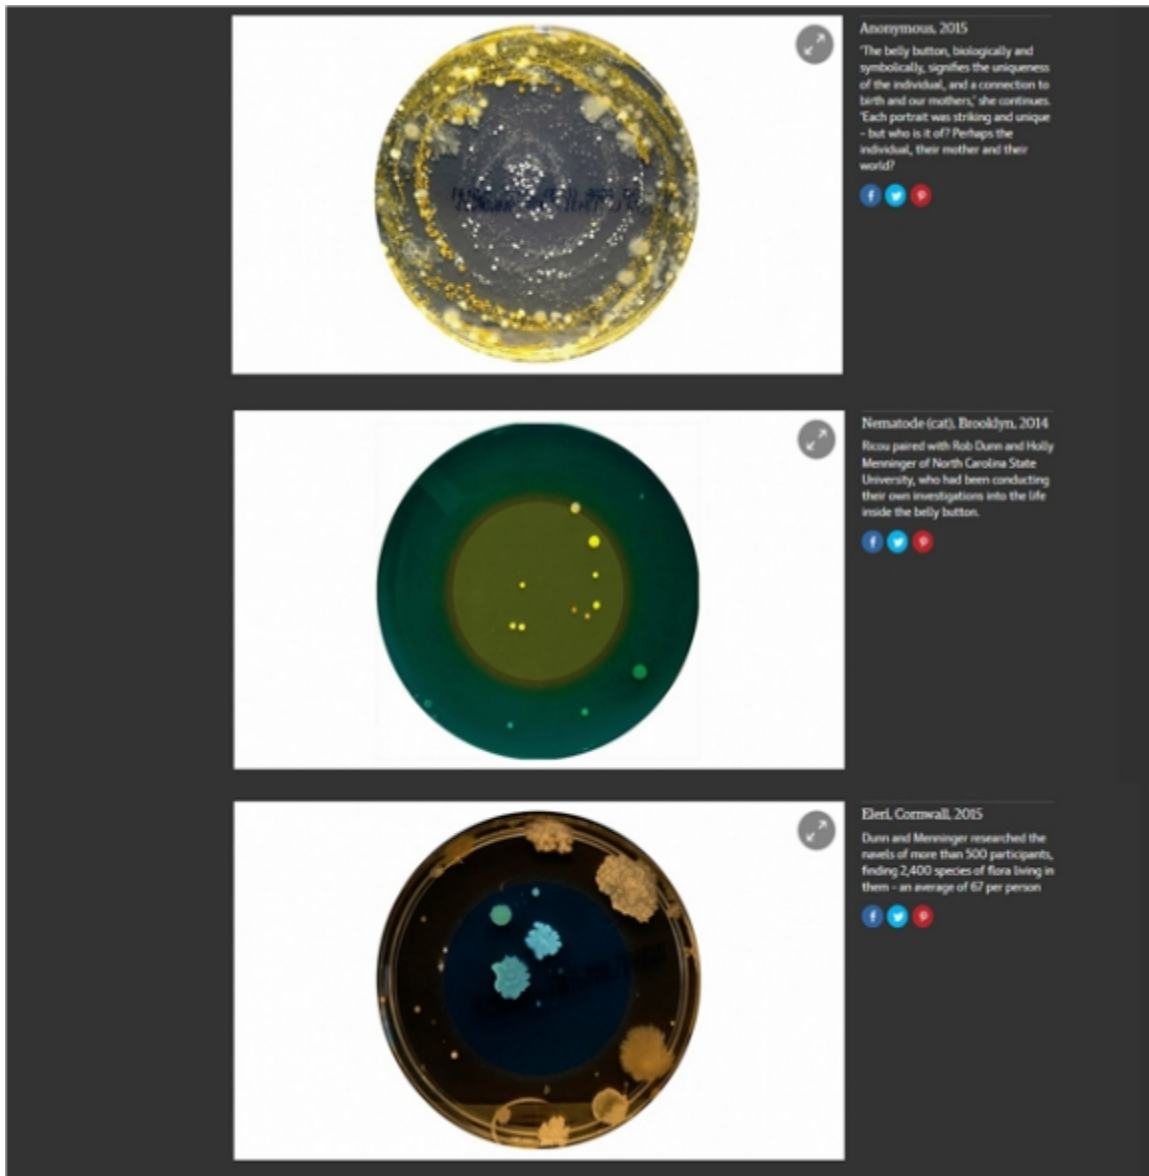 Anonymous, 2015
'The belly button, biologically and
symbolically, signifies the uniqueness
of the individual, and a connection to
birth and our mothers,' she continues.
'Each portrait was striking and unique
– but who is it of? Perhaps the
individual, their mother and their
world?
Nematode (cat), Brooklyn, 2014
Ricou paired with Rob Dunn and Holly
Menninger of North Carolina State
University, who had been conducting
their own investigations into the life
inside the belly button.
Eleri, Cornwall, 2015
Dunn and Menninger researched the
navels of more than 500 participants,
finding 2,400 species of flora living in
them – an average of 67 per person